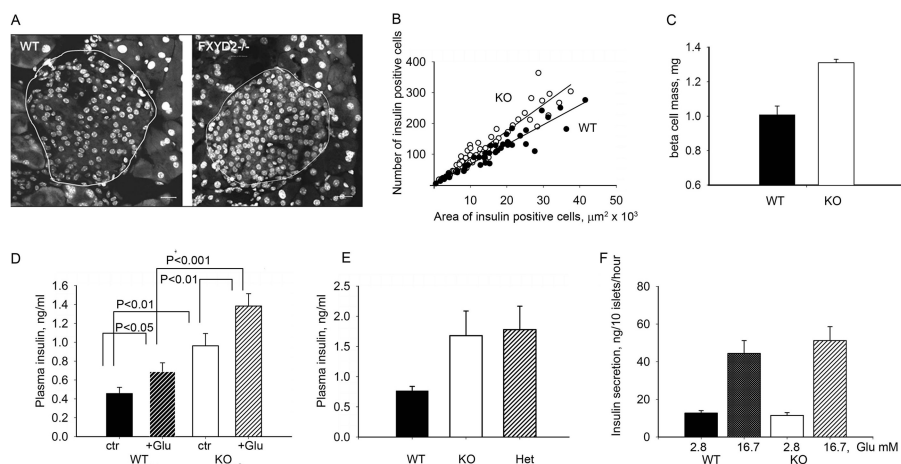 A
WT
FXYD2-/-
B
Number of insulin positive cells
400
300
200
100
KO
WT
10
20
30
40
50
Area of insulin positive cells, μm² x 10³
C
beta cell mass, mg
1.2
1.0
0.8
0.6
WT
KO
D
P<0.001
P<0.01
P<0.01
P<0.05
Plasma insulin, ng/ml
1.6
1.4
1.2
1.0
0.8
0.6
0.4
0.2
0.0
ctr
+Glu
ctr
+Glu
WT
KO
E
Plasma insulin, ng/ml
2.5
2.0
1.5
1.0
0.5
0.0
WT
KO
Het
F
Insulin secretion, ng/10 islets/hour
80
60
40
20
0
2.8
16.7
2.8
16.7, Glu mM
WT
KO